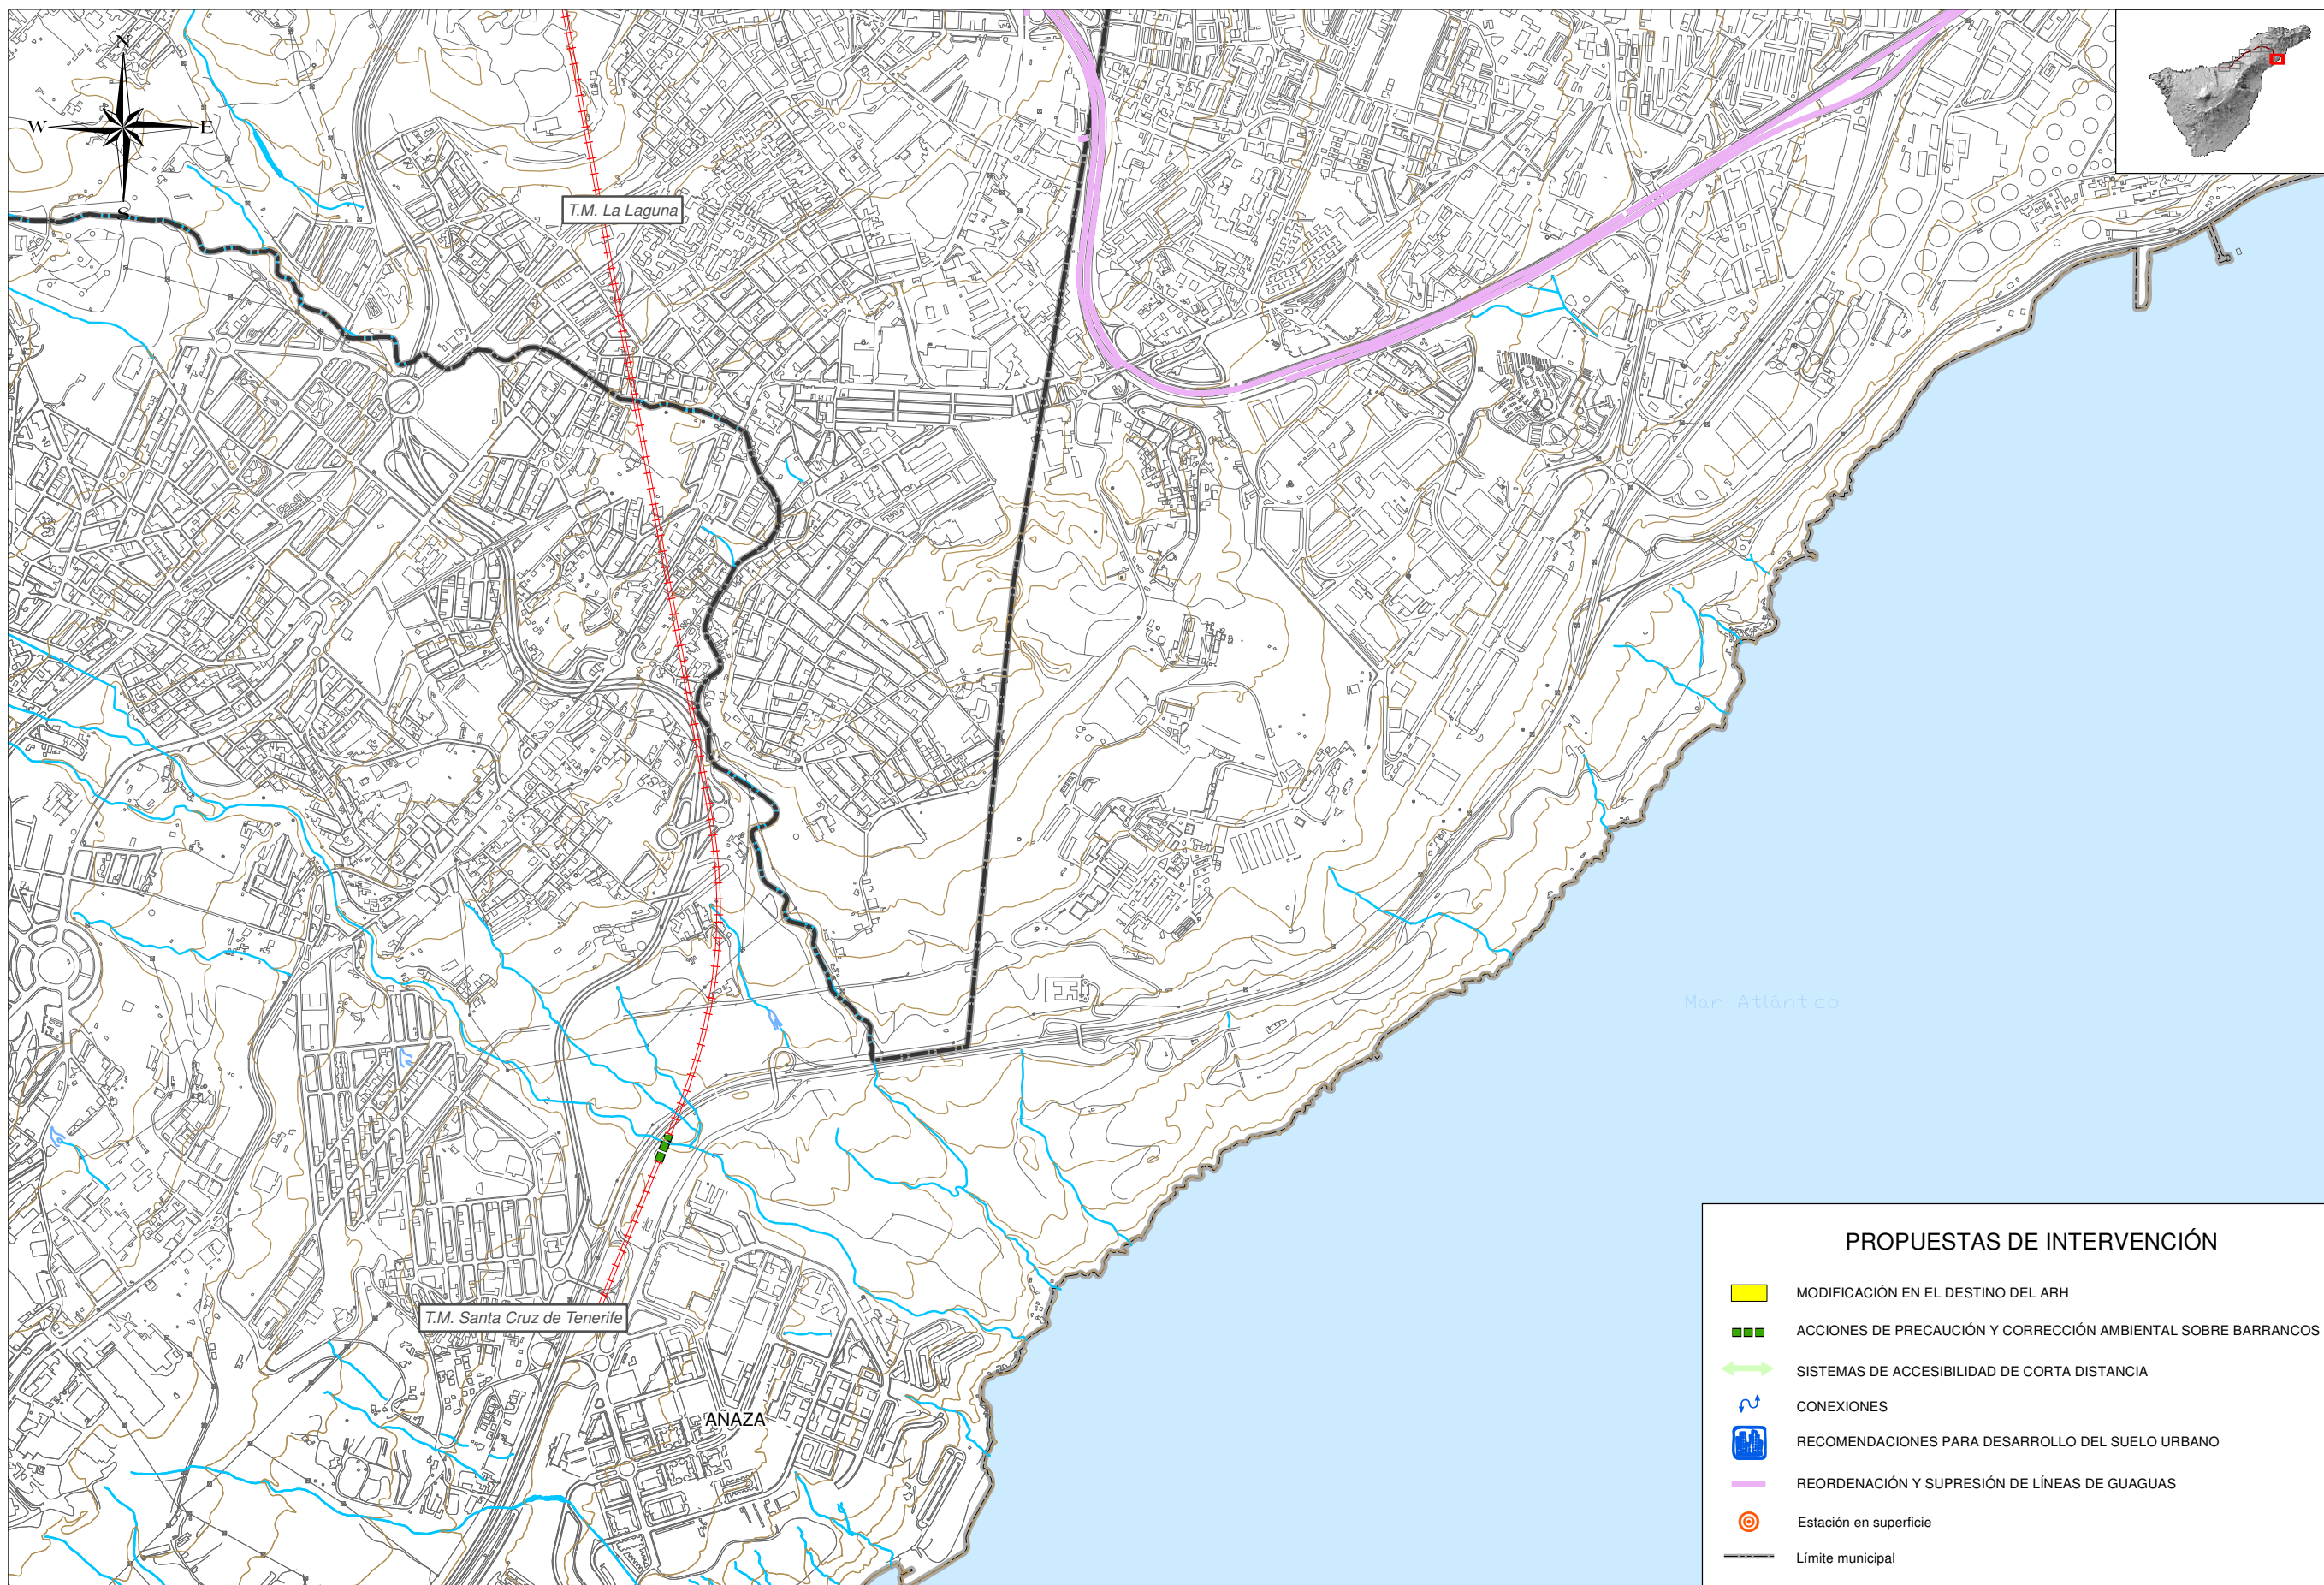 N
W
E
S
T.M. La Laguna
Mar Atlántico
T.M. Santa Cruz de Tenerife
AÑAZA
PROPUESTAS DE INTERVENCIÓN
MODIFICACIÓN EN EL DESTINO DEL ARH
ACCIONES DE PRECAUCIÓN Y CORRECCIÓN AMBIENTAL SOBRE BARRANCOS
SISTEMAS DE ACCESIBILIDAD DE CORTA DISTANCIA
CONEXIONES
RECOMENDACIONES PARA DESARROLLO DEL SUELO URBANO
REORDENACIÓN Y SUPRESIÓN DE LÍNEAS DE GUAGUAS
Estación en superficie
Límite municipal